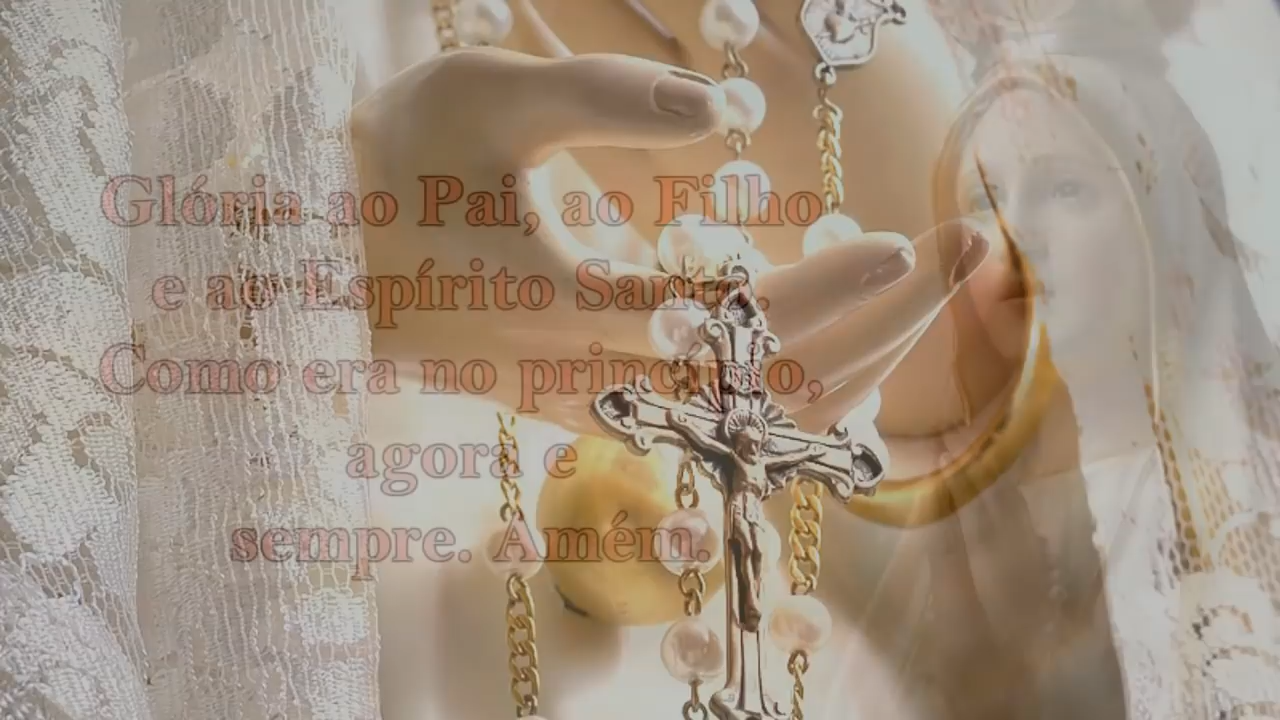 Glória ao Pai, ao Filho
e ao Espírito Santo.
Como era no princípio,
agora e
sempre. Amém.